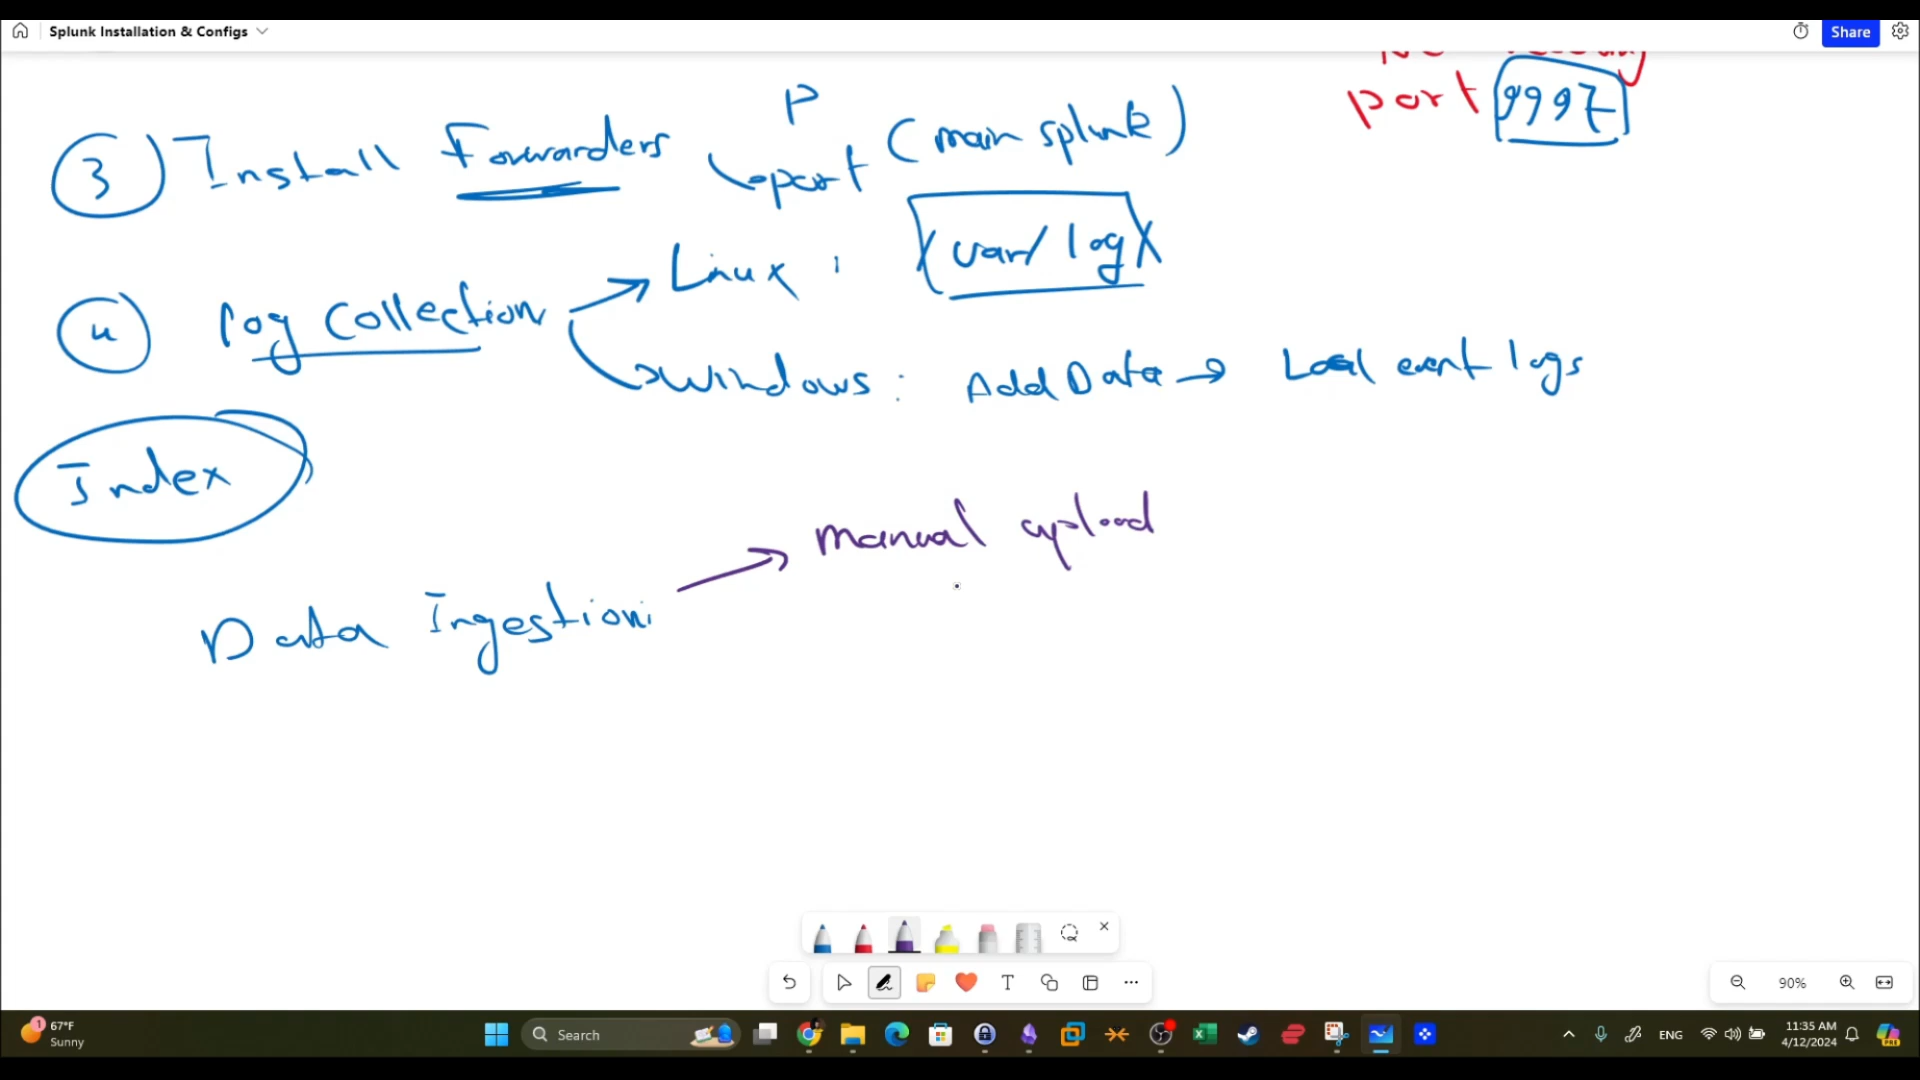 Splunk Installation & Configs
Share
port 9997
P
3 Install Forwarders port (main splunk)
Linux : var/log
4 log collection
windows : Add Data → Local event logs
Index
manual upload
Data Ingestion:
90%
67°F
Sunny
Search
ENG
11:35 AM
4/12/2024